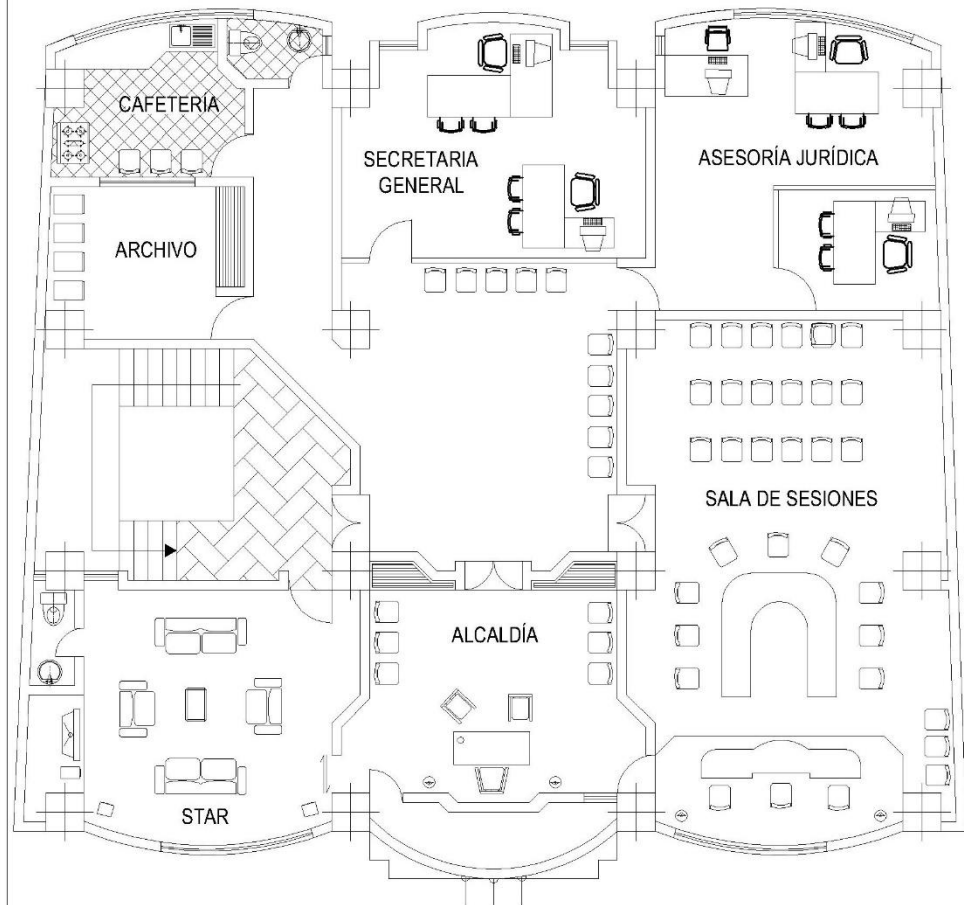 CAFETERÍA
SECRETARIA
GENERAL
ASESORÍA JURÍDICA
ARCHIVO
SALA DE SESIONES
ALCALDÍA
STAR